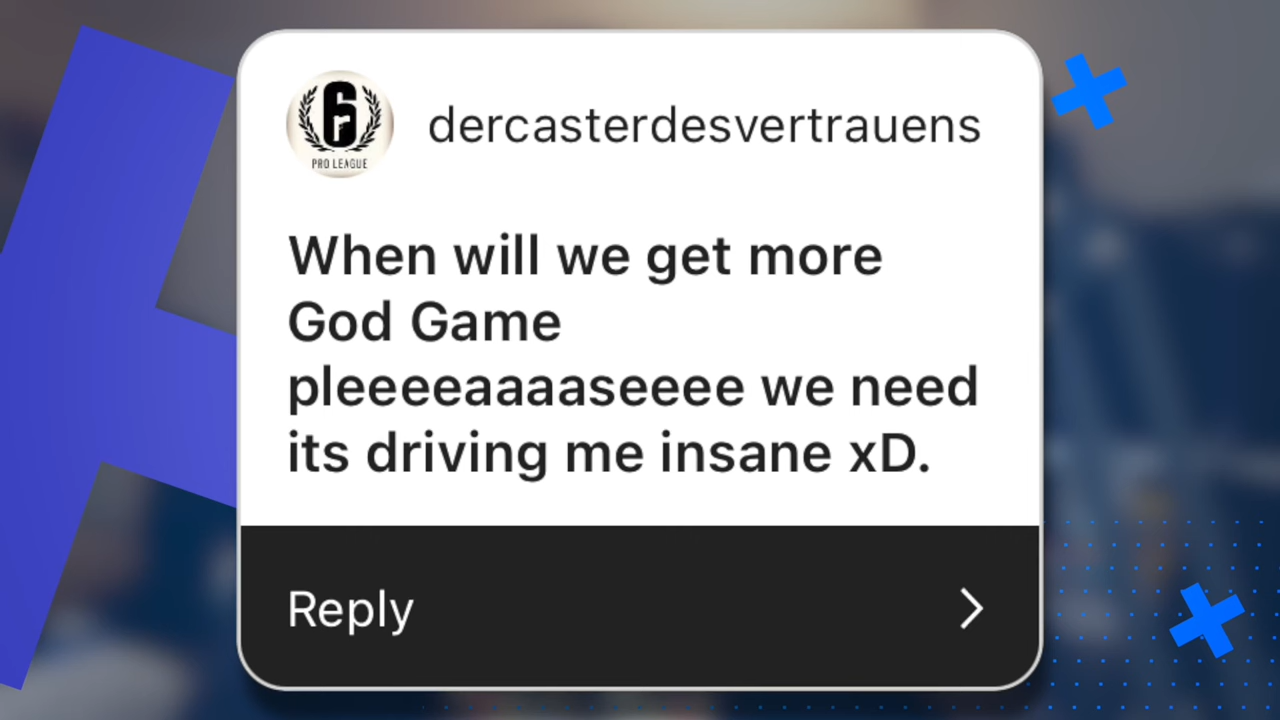 6
PRO LEAGUE
dercasterdesvertrauens
When will we get more
God Game
pleeeeaaaaseeee we need
its driving me insane xD.
Reply